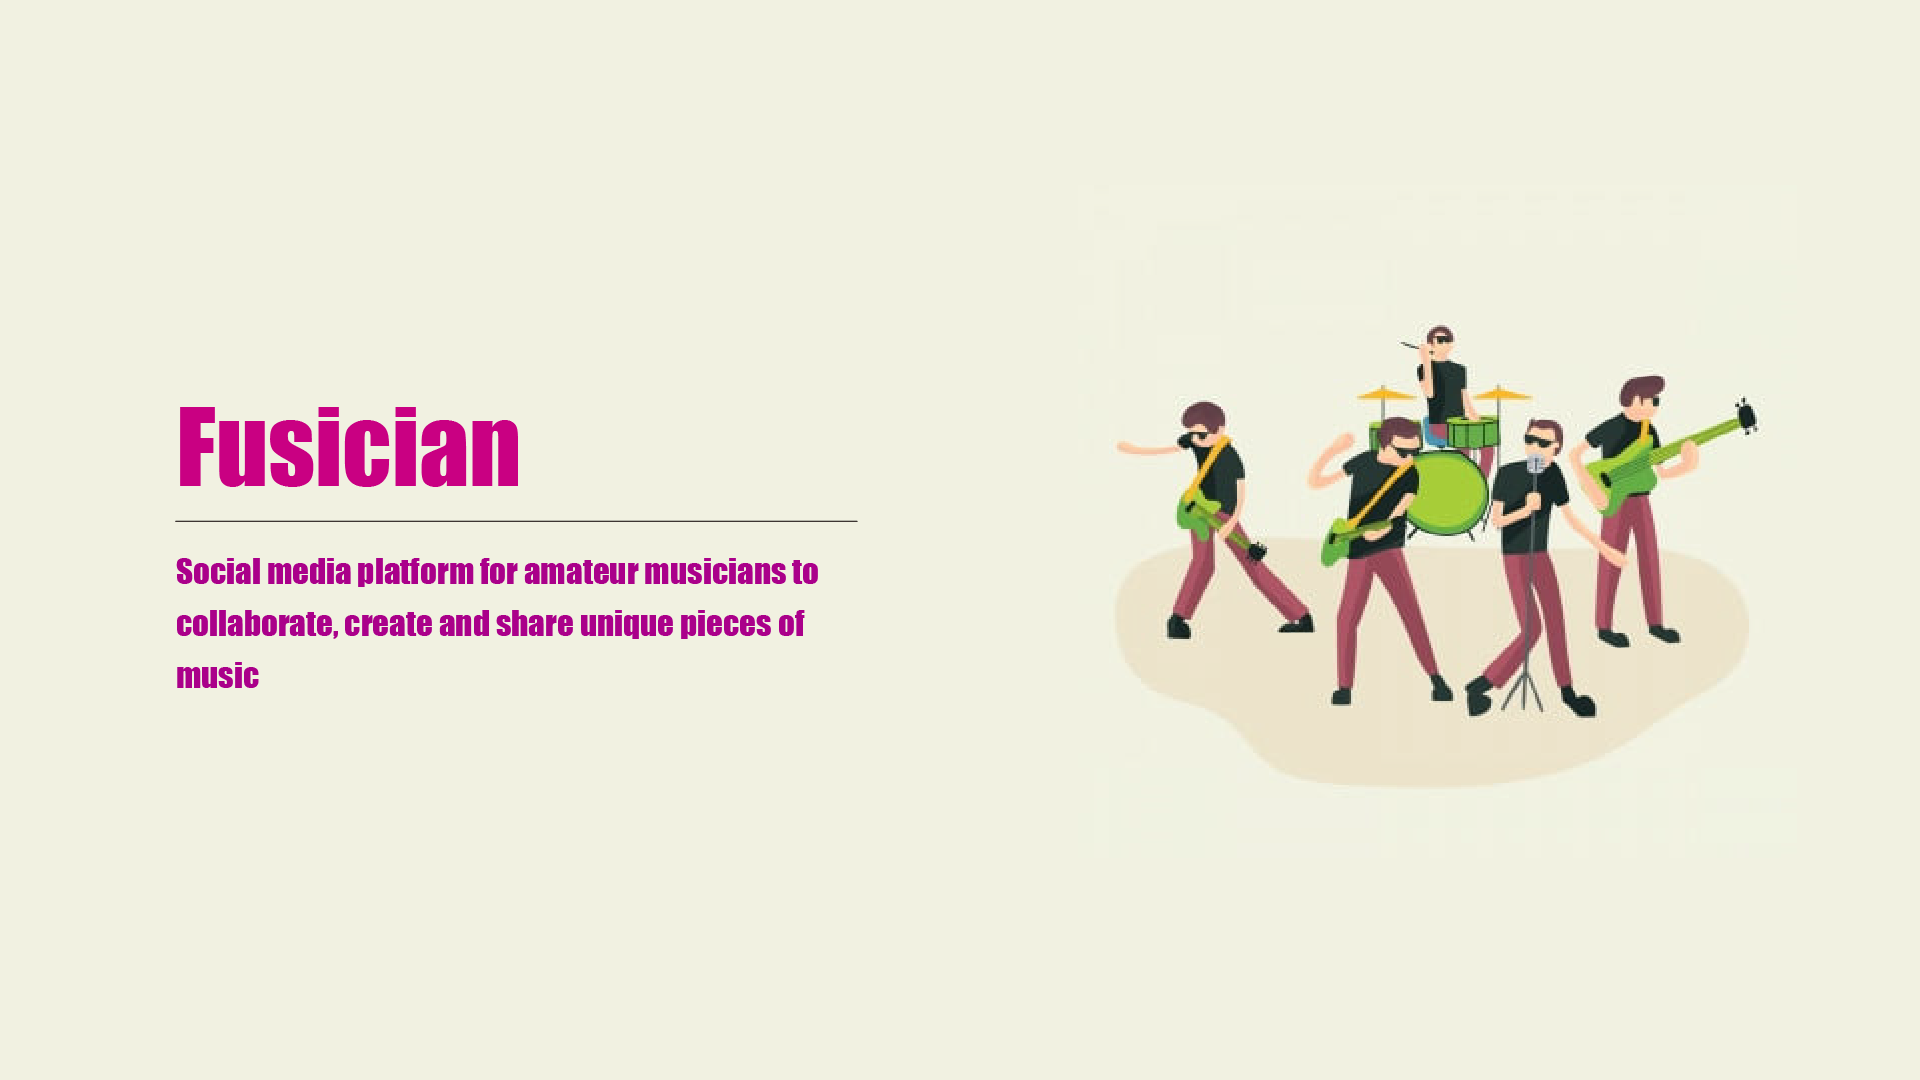 Fusician
Social media platform for amateur musicians to
collaborate, create and share unique pieces of
music